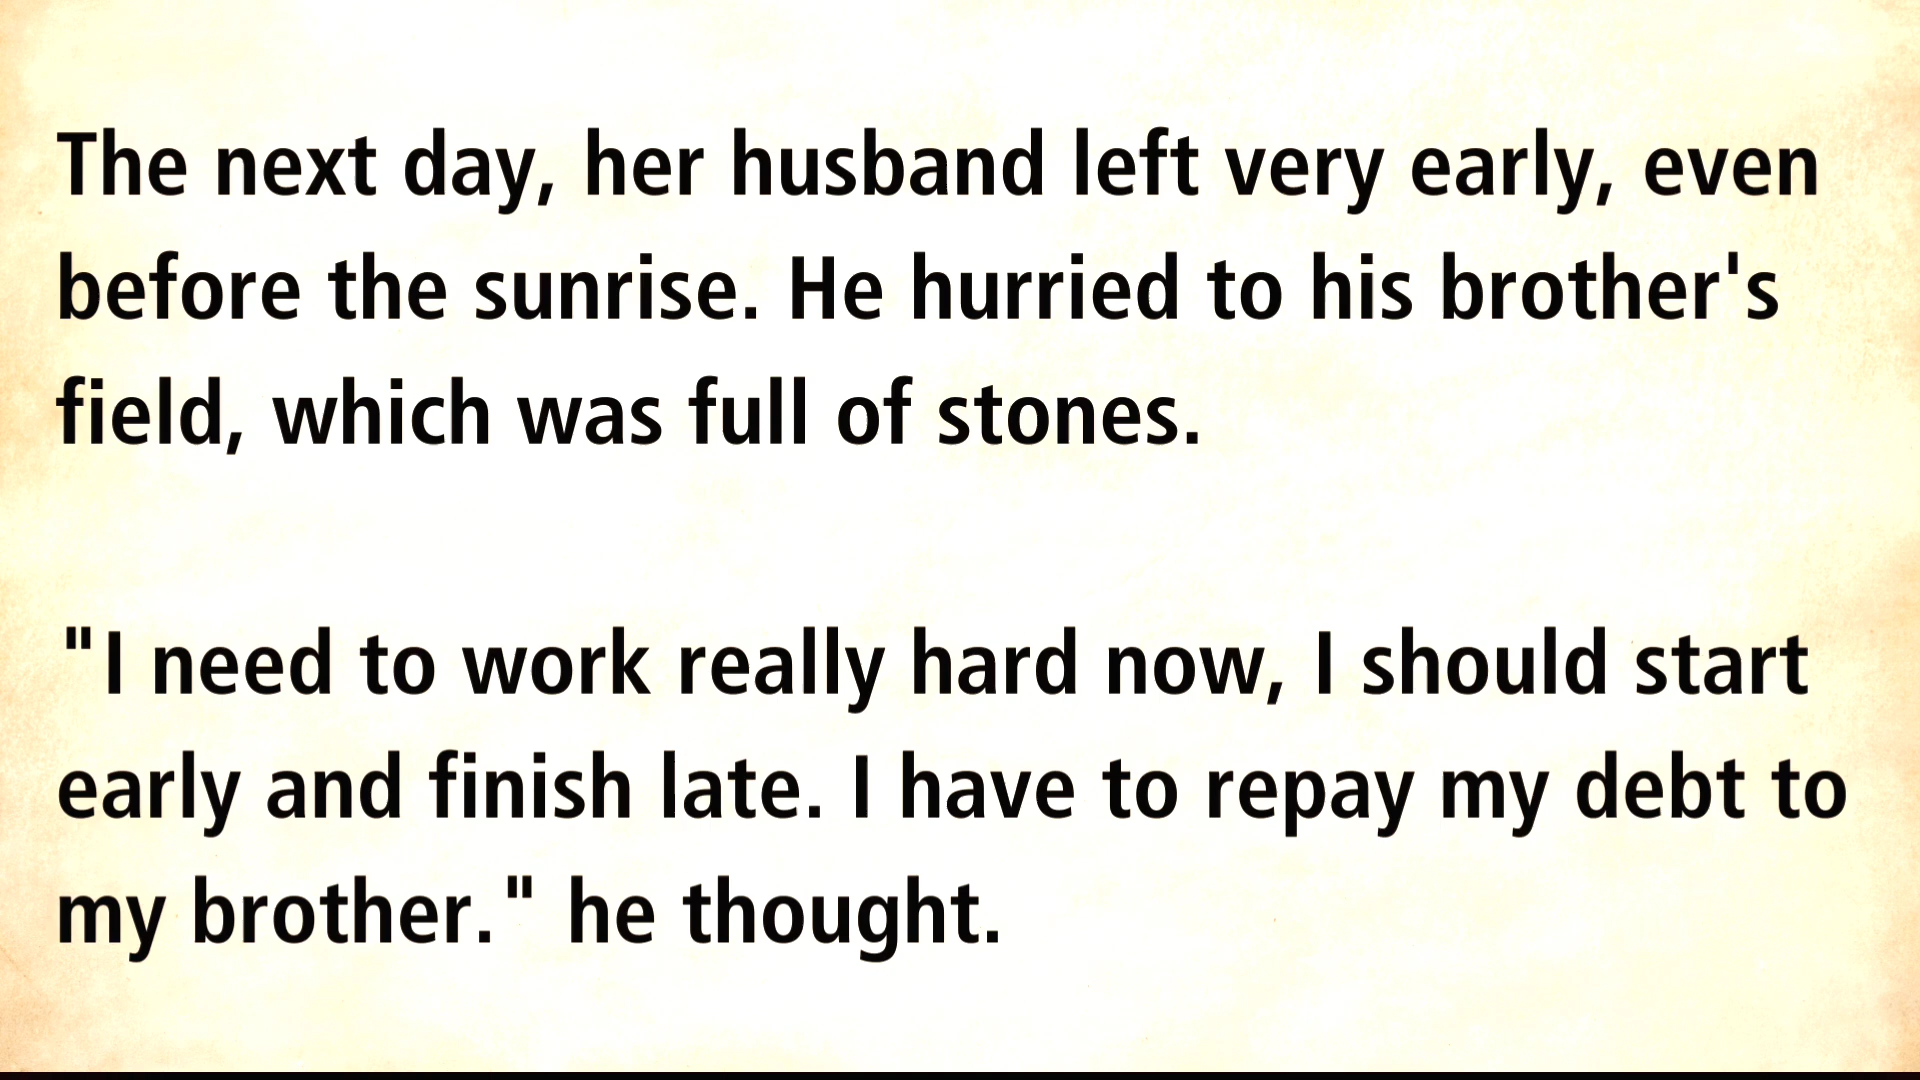 The next day, her husband left very early, even
before the sunrise. He hurried to his brother's
field, which was full of stones.
"I need to work really hard now, I should start
early and finish late. I have to repay my debt to
my brother." he thought.